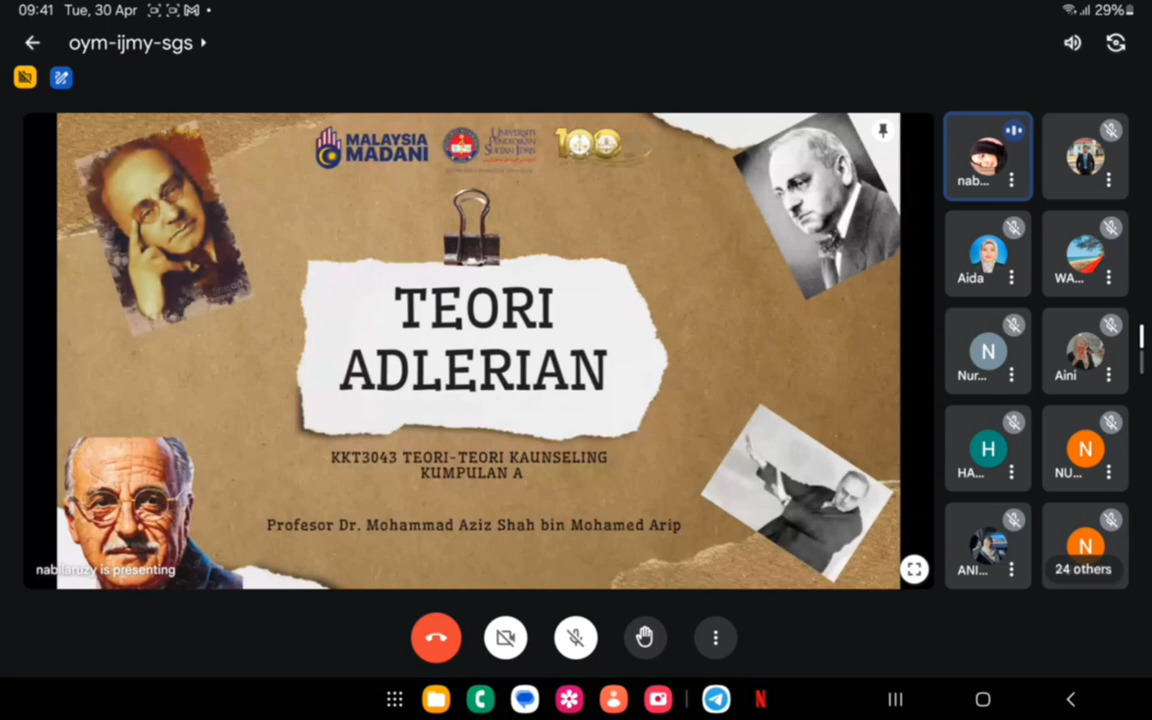 09:41 Tue, 30 Apr
29%
oym-ijmy-sgs
MALAYSIA
MADANI
UNIVERSITI
PENDIDIKAN
SULTAN IDRIS
100
TEORI
ADLERIAN
KKT3043 TEORI-TEORI KAUNSELING
KUMPULAN A
Profesor Dr. Mohammad Aziz Shah bin Mohamed Arip
nabilaruzy is presenting
nab...
Aida
WA...
N
Nur...
Aini
H
HA...
N
NU...
ANI...
N
24 others
N